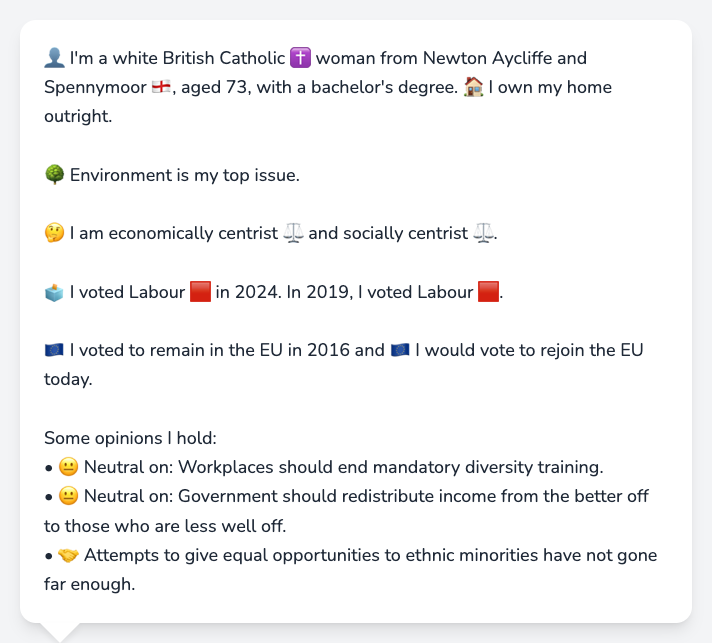 👤 I'm a white British Catholic ✝️ woman from Newton Aycliffe and
Spennymoor 🏴󠁧󠁢󠁥󠁮󠁧󠁿, aged 73, with a bachelor's degree. 🏠 I own my home
outright.
🌳 Environment is my top issue.
🤔 I am economically centrist ⚖️ and socially centrist ⚖️.
🗳️ I voted Labour 🟥 in 2024. In 2019, I voted Labour 🟥.
🇪🇺 I voted to remain in the EU in 2016 and 🇪🇺 I would vote to rejoin the EU
today.
Some opinions I hold:
• 😐 Neutral on: Workplaces should end mandatory diversity training.
• 😐 Neutral on: Government should redistribute income from the better off
to those who are less well off.
• 🤝 Attempts to give equal opportunities to ethnic minorities have not gone
far enough.